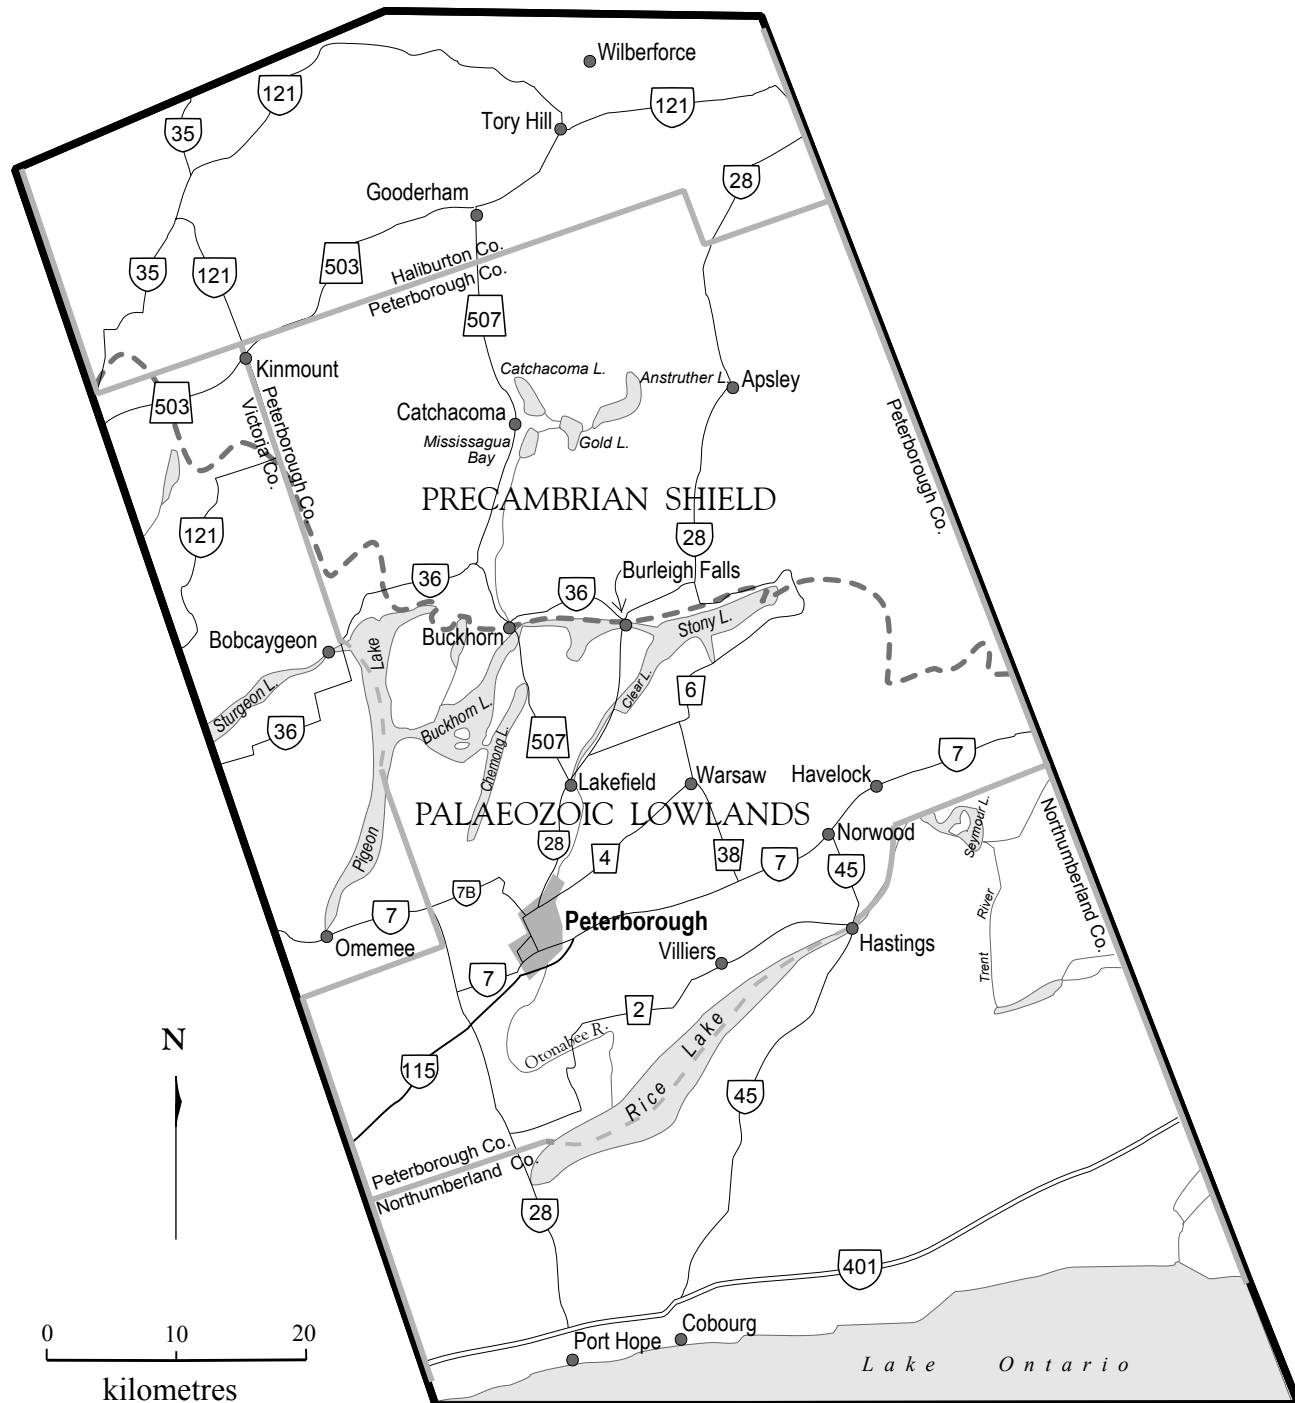 Wilberforce
121
121
35
Tory Hill
28
Gooderham
35
121
503
Haliburton Co.
Peterborough Co.
507
Kinmount
Catchacoma L.
Anstruther L.
Apsley
503
Catchacoma
Mississagua
Bay
Gold L.
Peterborough Co.
Victoria Co.
Peterborough Co.
PRECAMBRIAN SHIELD
121
28
Burleigh Falls
36
36
Bobcaygeon
Lake
Buckhorn
Stony L.
Sturgeon L.
Clear L.
6
36
Buckhorn L.
507
Chemong L.
7
Lakefield
Warsaw
Havelock
PALAEOZOIC LOWLANDS
Norwood
Seymour L.
Northumberland Co.
Pigeon
28
4
38
7
45
7B
7
Peterborough
River
Trent
Omemee
Villiers
Hastings
7
2
Otonabee R.
Rice Lake
N
115
45
Peterborough Co.
Northumberland Co.
28
401
0 10 20
kilometres
Port Hope
Cobourg
Lake Ontario